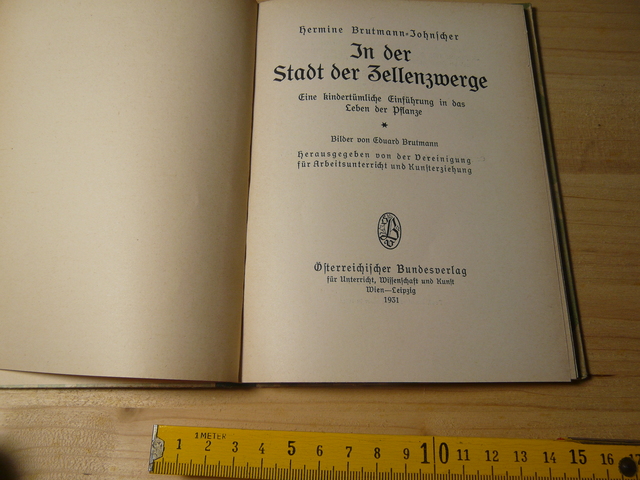 Hermine Brutmann-Johnscher
In der
Stadt der Zellenzwerge
Eine kindertümliche Einführung in das
Leben der Pflanze
*
Bilder von Eduard Brutmann
Herausgegeben von der Vereinigung
für Arbeitsunterricht und Kunsterziehung
Österreichischer Bundesverlag
für Unterricht, Wissenschaft und Kunst
Wien—Leipzig
1931
1 METER
1 2 3 4 5 6 7 8 9 10 11 12 13 14 15 16